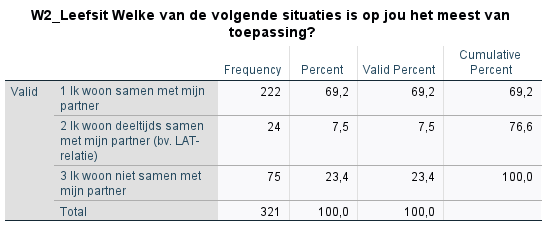 W2_Leefsit Welke van de volgende situaties is op jou het meest van
toepassing?
Frequency Percent Valid Percent Cumulative
Percent
Valid 1 Ik woon samen met mijn
partner 222 69,2 69,2 69,2
2 Ik woon deeltijds samen
met mijn partner (bv. LAT-
relatie) 24 7,5 7,5 76,6
3 Ik woon niet samen met
mijn partner 75 23,4 23,4 100,0
Total 321 100,0 100,0